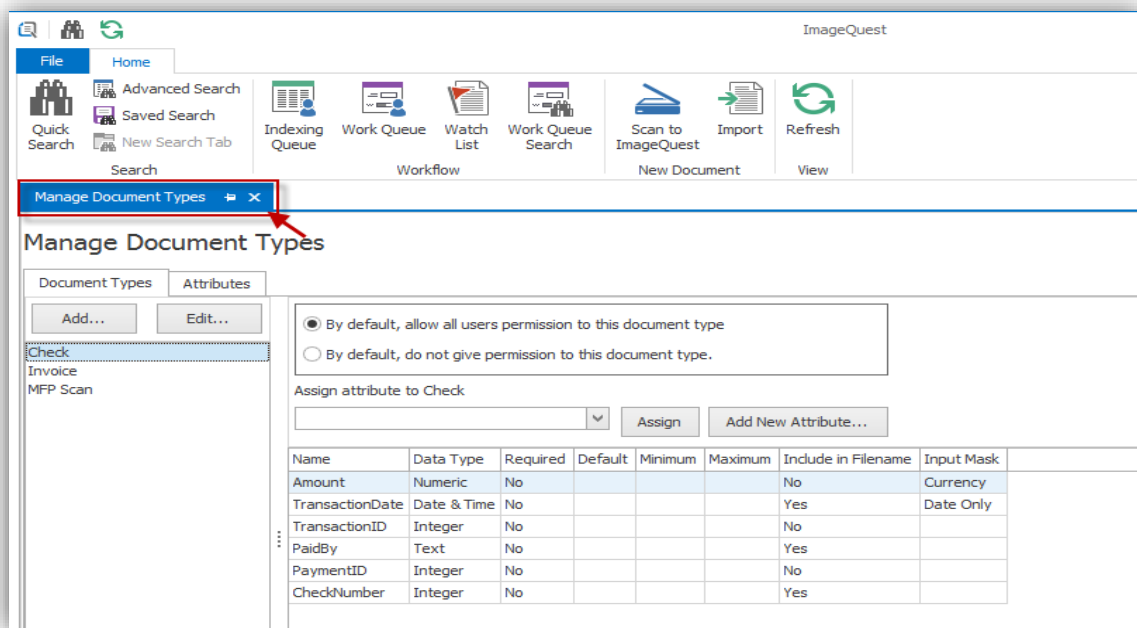 ImageQuest
File Home
Quick Search
Advanced Search
Saved Search
New Search Tab
Search
Indexing Queue
Work Queue
Watch List
Work Queue Search
Workflow
Scan to ImageQuest
Import
New Document
Refresh
View
Manage Document Types
Manage Document Types
Document Types Attributes
Add... Edit...
Check
Invoice
MFP Scan
By default, allow all users permission to this document type
By default, do not give permission to this document type.
Assign attribute to Check
Assign Add New Attribute...
Name Data Type Required Default Minimum Maximum Include in Filename Input Mask
Amount Numeric No No Currency
TransactionDate Date & Time No Yes Date Only
TransactionID Integer No No
PaidBy Text No Yes
PaymentID Integer No No
CheckNumber Integer No Yes